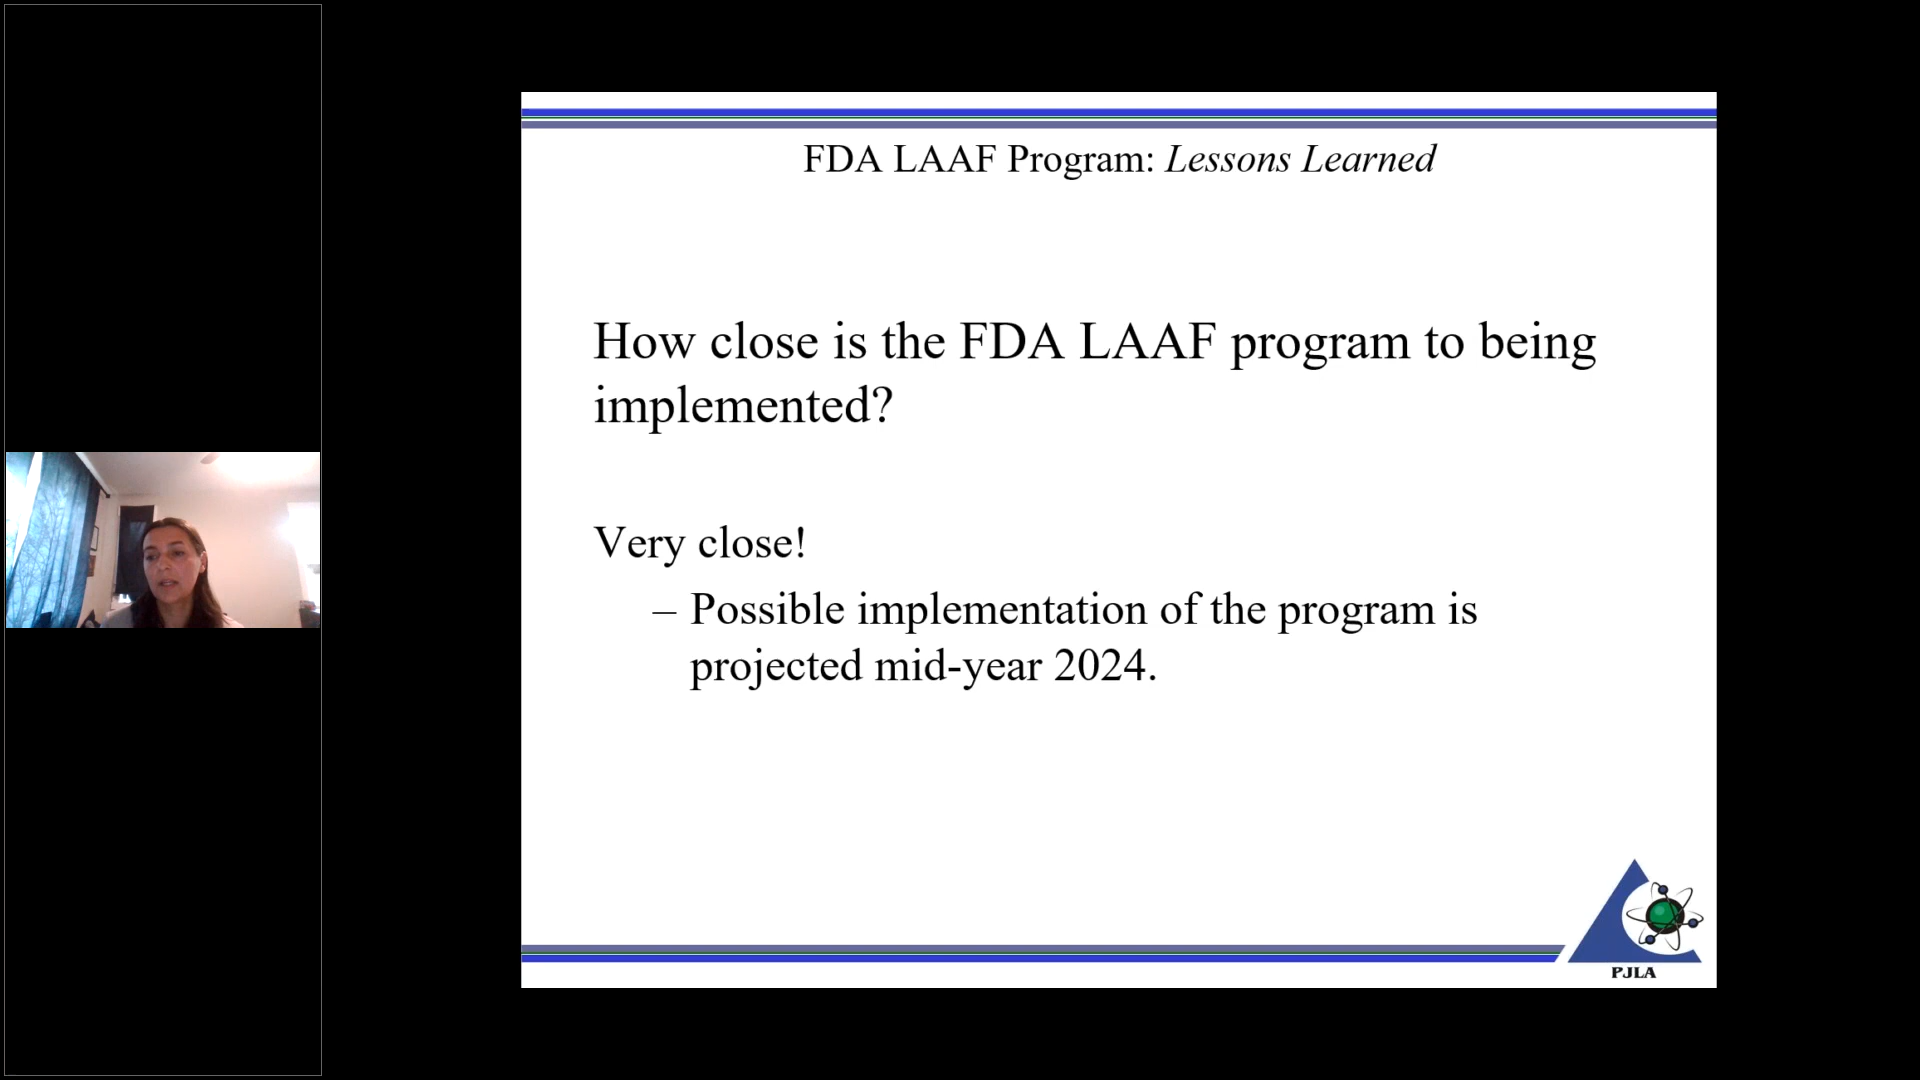 FDA LAAF Program: Lessons Learned
How close is the FDA LAAF program to being
implemented?
Very close!
– Possible implementation of the program is
projected mid-year 2024.
PJLA